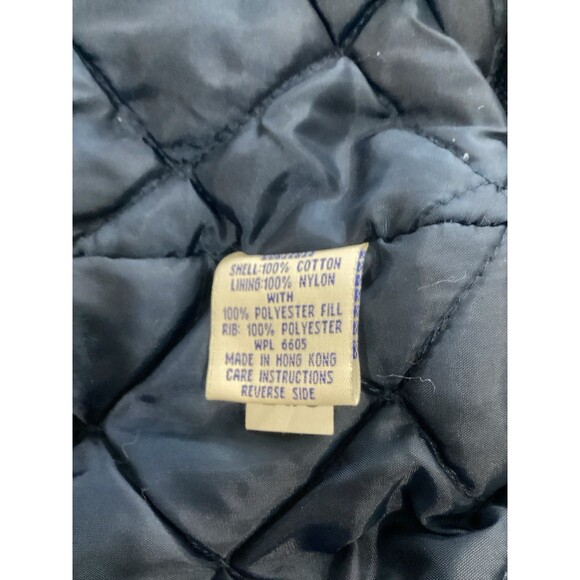 SHELL:100% COTTON
LINING:100% NYLON
WITH
100% POLYESTER FILL
RIB: 100% POLYESTER
WPL 6605
MADE IN HONG KONG
CARE INSTRUCTIONS
REVERSE SIDE